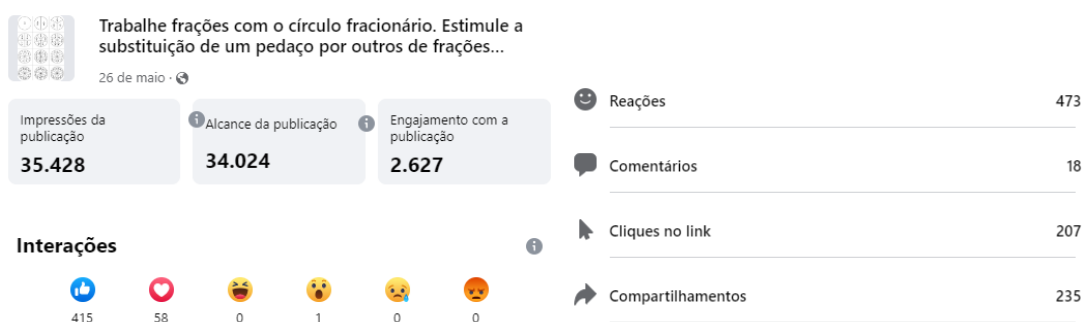 Trabalhe frações com o círculo fracionário. Estimule a
substituição de um pedaço por outros de frações...
26 de maio ·
Impressões da
publicação
35.428
Alcance da publicação
34.024
Engajamento com a
publicação
2.627
Interações
415
58
0
1
0
0
Reações 473
Comentários 18
Cliques no link 207
Compartilhamentos 235